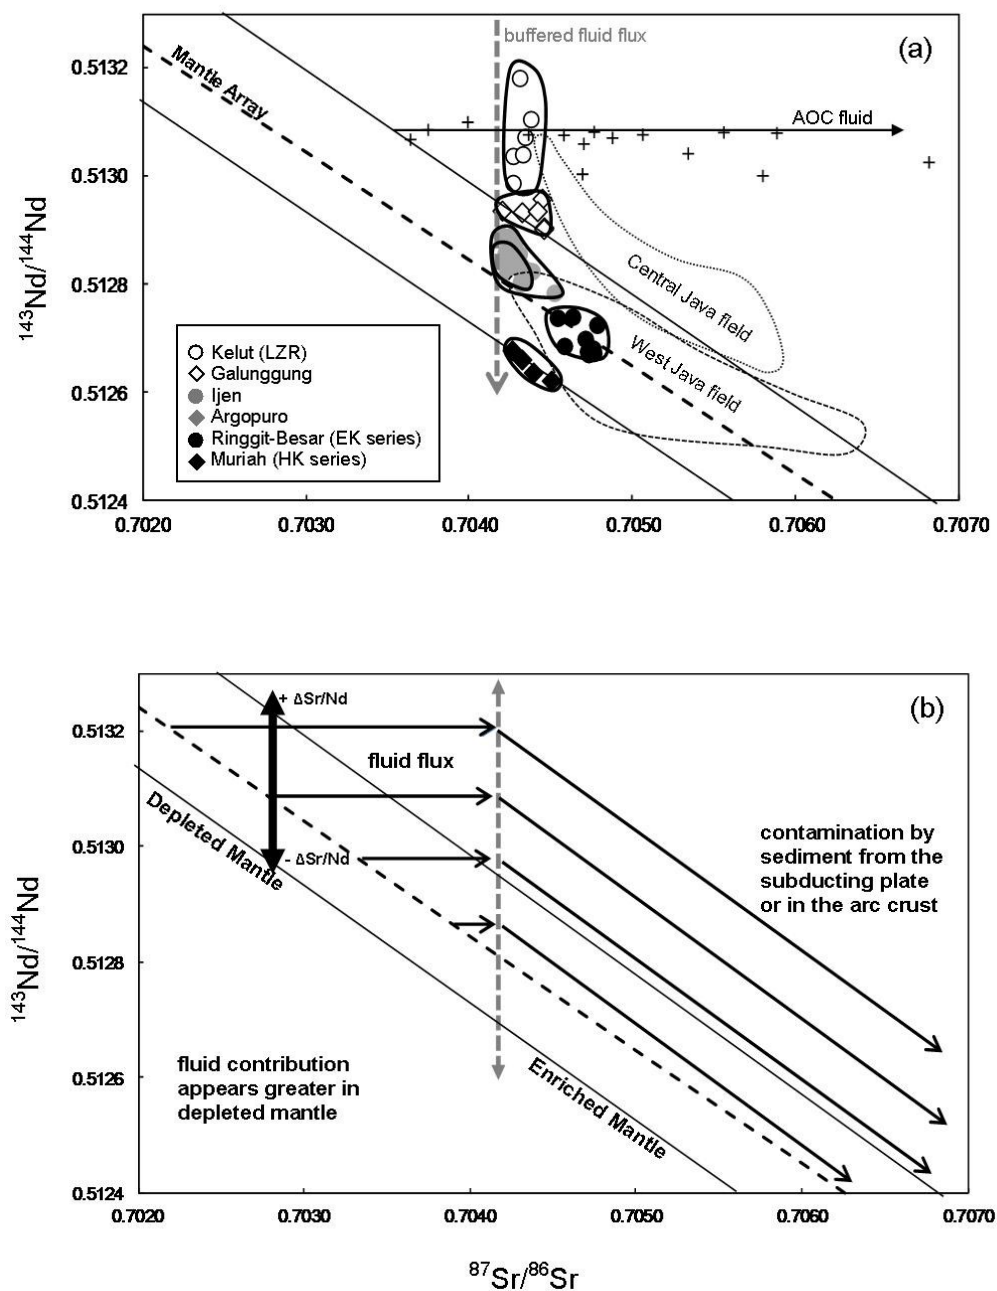 (a)
buffered fluid flux
Mantle Array
AOC fluid
Central Java field
West Java field
Kelut (LZR)
Galunggung
Ijen
Argopuro
Ringgit-Besar (EK series)
Muriah (HK series)
¹⁴³Nd/¹⁴⁴Nd
0.5132
0.5130
0.5128
0.5126
0.5124
0.7020 0.7030 0.7040 0.7050 0.7060 0.7070
(b)
+ ΔSr/Nd
fluid flux
- ΔSr/Nd
Depleted Mantle
contamination by
sediment from the
subducting plate
or in the arc crust
fluid contribution
appears greater in
depleted mantle
Enriched Mantle
¹⁴³Nd/¹⁴⁴Nd
0.5132
0.5130
0.5128
0.5126
0.5124
0.7020 0.7030 0.7040 0.7050 0.7060 0.7070
⁸⁷Sr/⁸⁶Sr